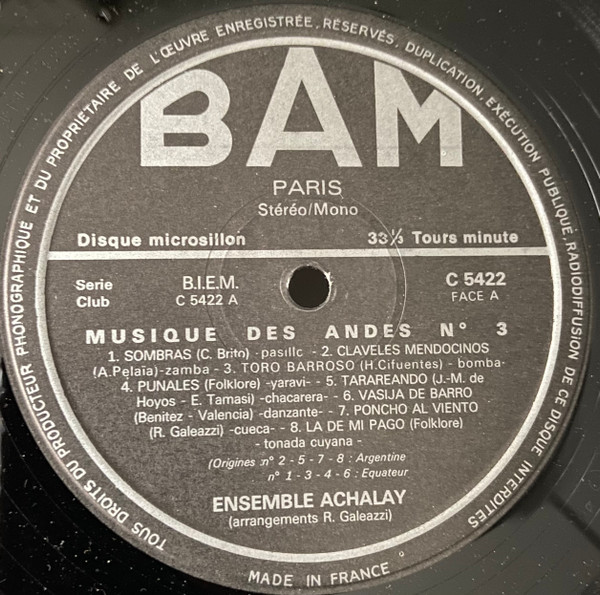 TOUS DROITS DU PRODUCTEUR PHONOGRAPHIQUE ET DU PROPRIETAIRE DE L'ŒUVRE ENREGISTRÉE, RÉSERVÉS, DUPLICATION, EXÉCUTION PUBLIQUE, RADIODIFFUSION DE CE DISQUE INTERDITES
BAM
PARIS
Stéréo/Mono
Disque microsillon 33⅓ Tours minute
Serie Club
B.I.E.M.
C 5422 A
C 5422
FACE A
MUSIQUE DES ANDES N° 3
1. SOMBRAS (C. Brito) -pasillo - 2. CLAVELES MENDOCINOS
(A.Pelaia)-zamba - 3. TORO BARROSO (H.Cifuentes) - bomba-
4. PUNALES (Folklore) -yaravi- - 5. TARAREANDO (J.-M. de
Hoyos - E. Tamasi) -chacarera- - 6. VASIJA DE BARRO
(Benitez - Valencia) -danzante- - 7. PONCHO AL VIENTO
(R. Galeazzi) -cueca- - 8. LA DE MI PAGO (Folklore)
- tonada cuyana -
(Origines :n° 2 - 5 - 7 - 8 : Argentine
n° 1 - 3 - 4 - 6 : Equateur
ENSEMBLE ACHALAY
(arrangements R. Galeazzi)
MADE IN FRANCE